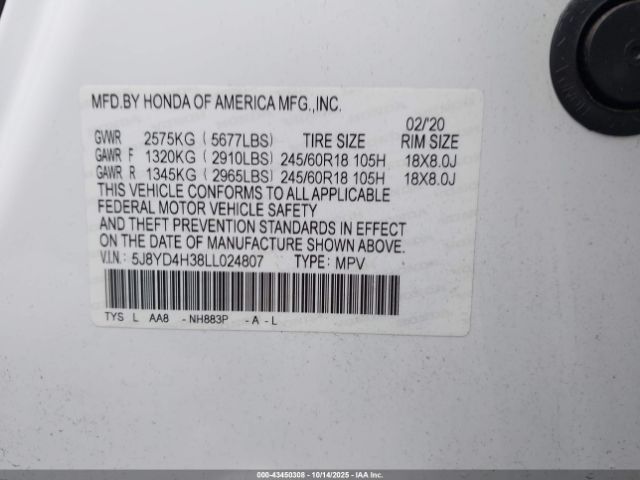 MFD.BY HONDA OF AMERICA MFG.,INC.
02/'20
GVWR 2575KG (5677LBS) TIRE SIZE RIM SIZE
GAWR F 1320KG (2910LBS) 245/60R18 105H 18X8.0J
GAWR R 1345KG (2965LBS) 245/60R18 105H 18X8.0J
THIS VEHICLE CONFORMS TO ALL APPLICABLE
FEDERAL MOTOR VEHICLE SAFETY
AND THEFT PREVENTION STANDARDS IN EFFECT
ON THE DATE OF MANUFACTURE SHOWN ABOVE.
V.I.N.: 5J8YD4H38LL024807 TYPE: MPV
TYS L AA8 - NH883P - A - L
000-43450308 | 10/14/2025 | © IAA Inc. All rights reserved.